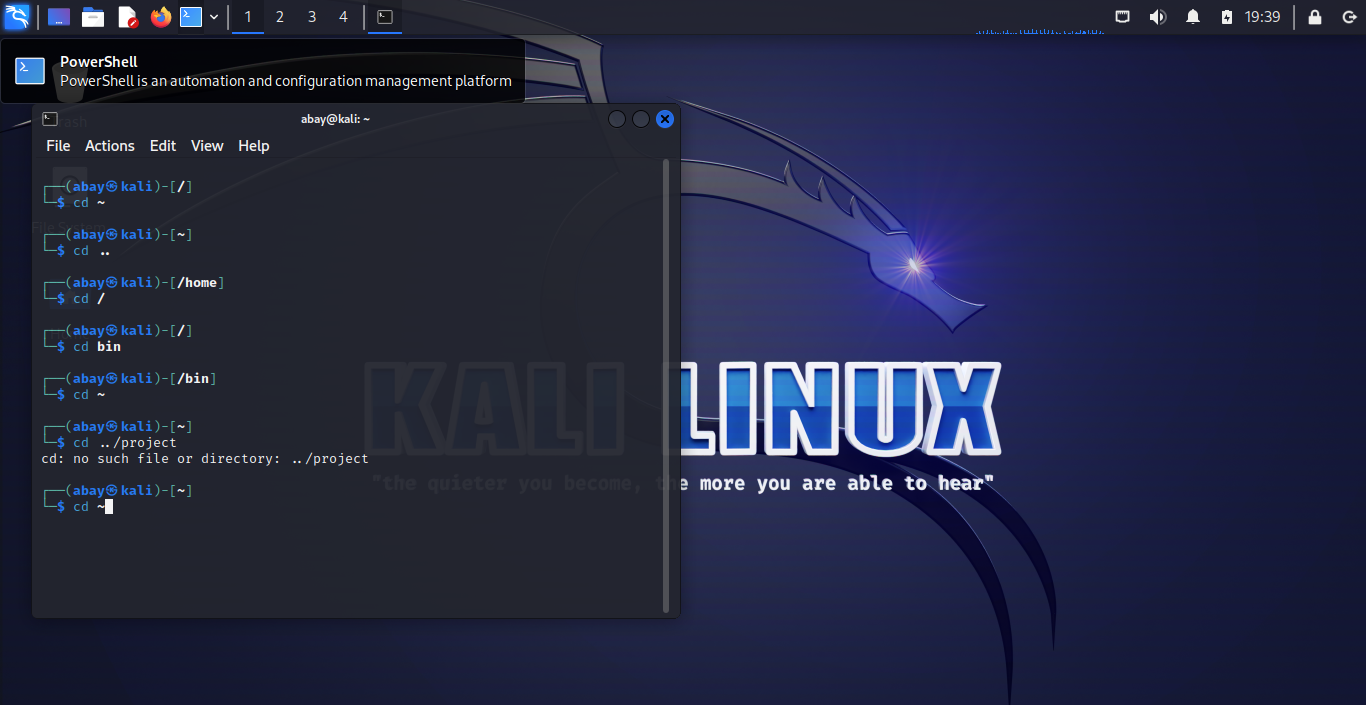 1 2 3 4 19:39
PowerShell
PowerShell is an automation and configuration management platform
abay@kali: ~
File Actions Edit View Help
┌──(abay㉿kali)-[/]
└─$ cd ~
┌──(abay㉿kali)-[~]
└─$ cd ..
┌──(abay㉿kali)-[/home]
└─$ cd /
┌──(abay㉿kali)-[/]
└─$ cd bin
┌──(abay㉿kali)-[/bin]
└─$ cd ~
┌──(abay㉿kali)-[~]
└─$ cd ../project
cd: no such file or directory: ../project
┌──(abay㉿kali)-[~]
└─$ cd ~
KALI LINUX
"the quieter you become, the more you are able to hear"